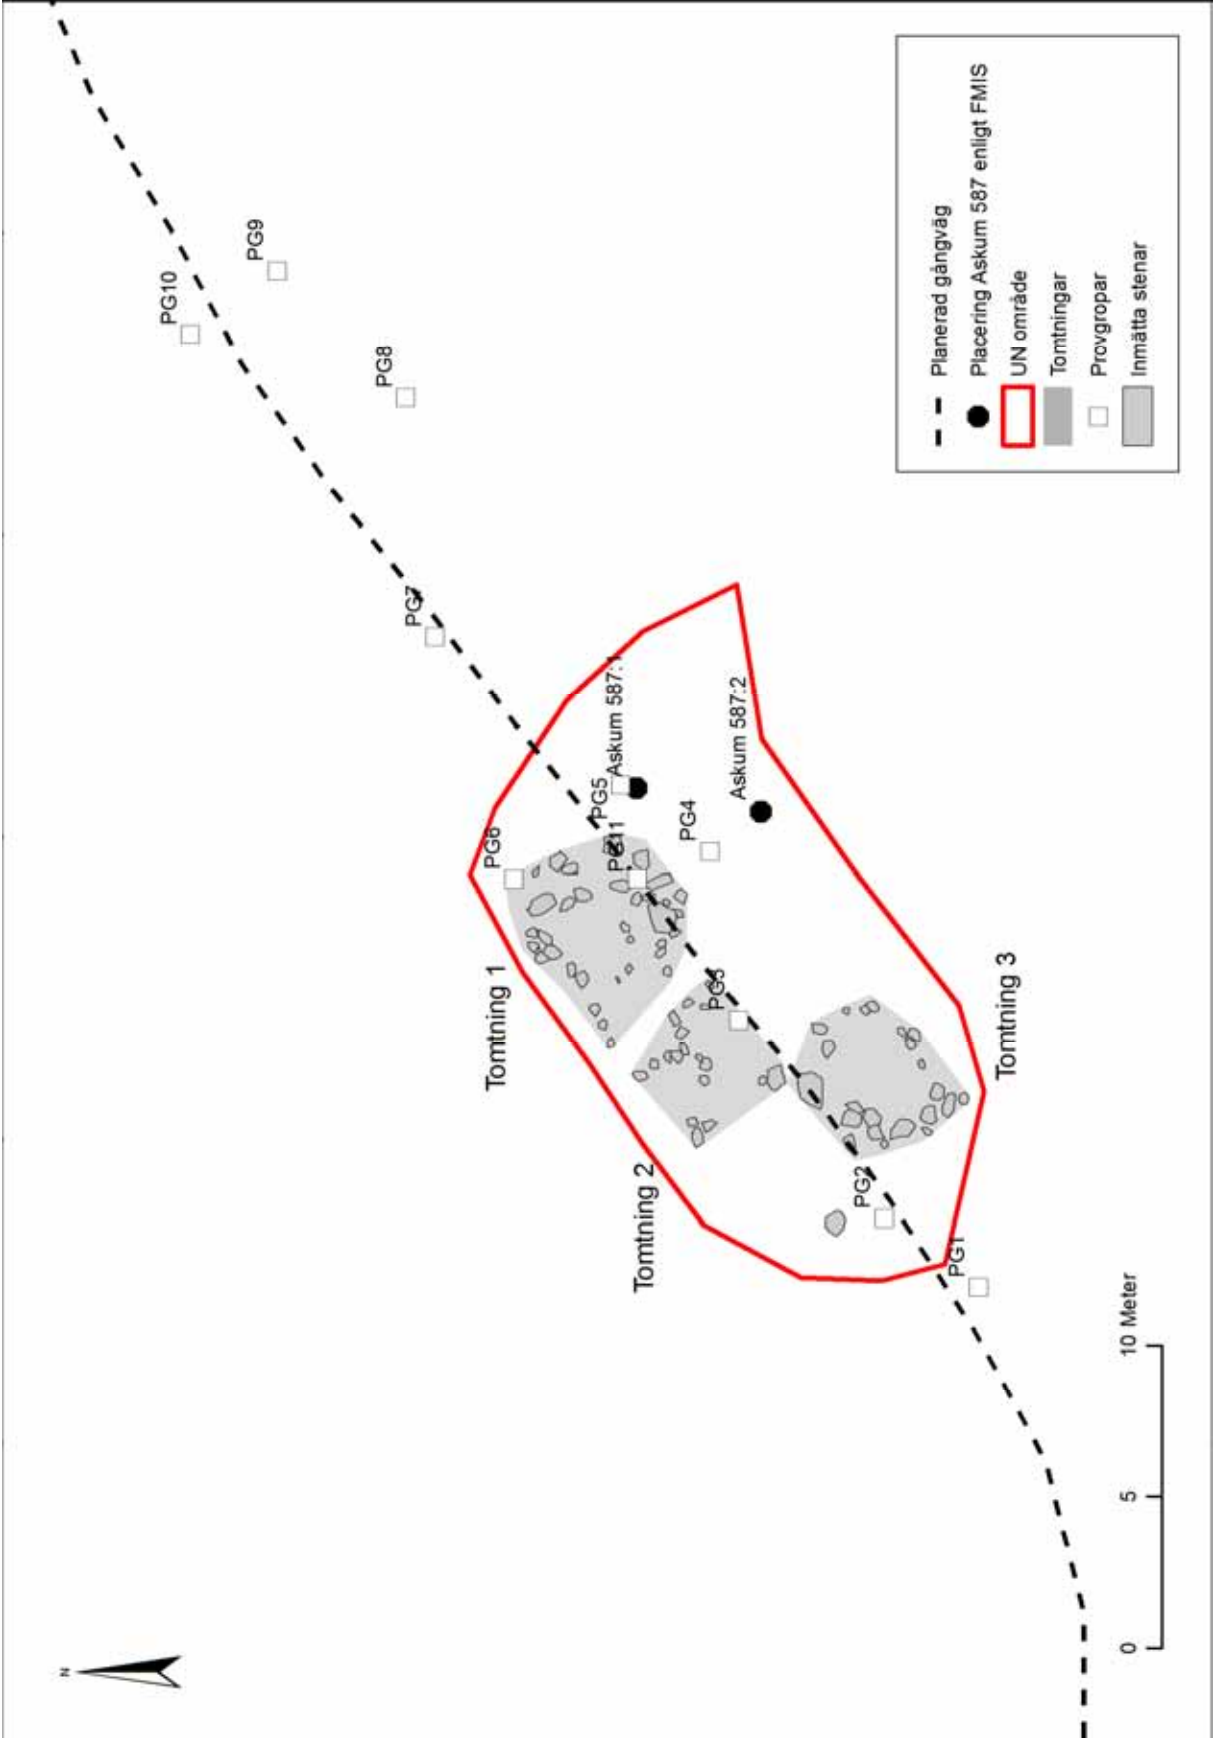 N
PG10
PG9
PG8
PG7
PG6
PG5
Askum 587:1
PG11
PG4
Askum 587:2
Tomtning 1
PG3
Tomtning 2
Tomtning 3
PG2
PG1
0 5 10 Meter
Planerad gångväg
Placering Askum 587 enligt FMIS
UN område
Tomtningar
Provgropar
Inmätta stenar